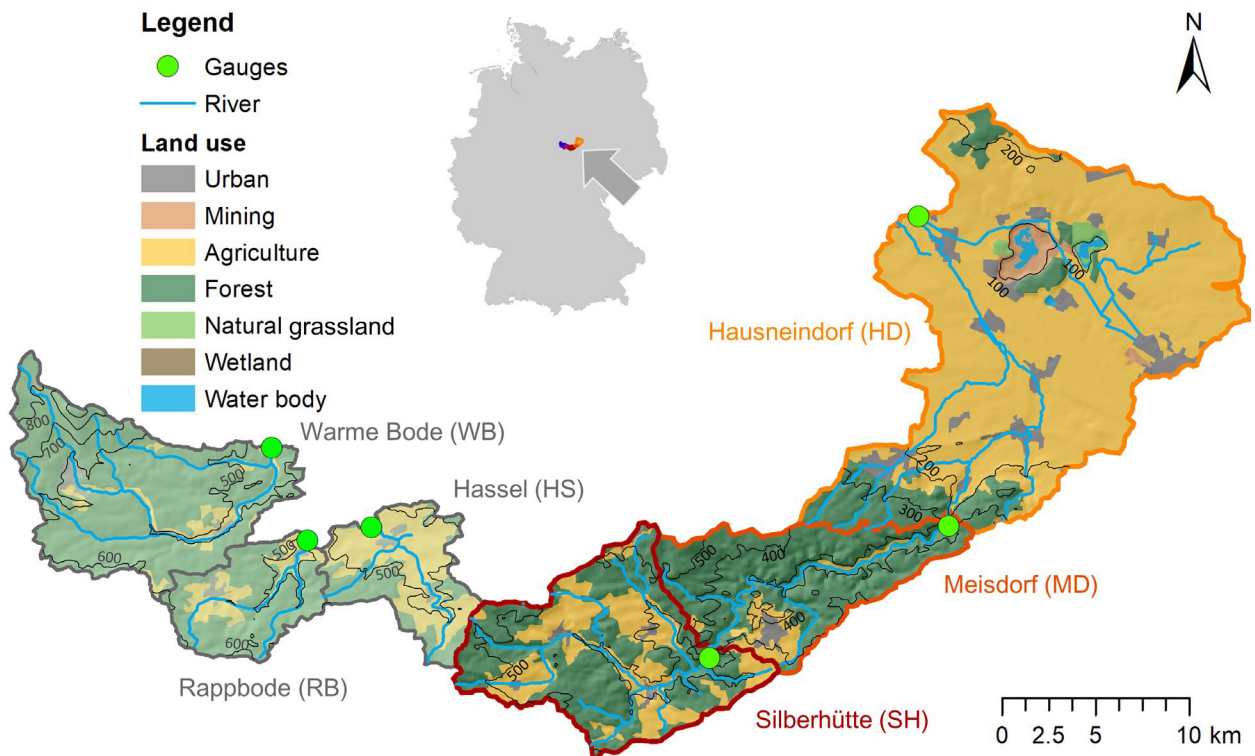 Legend
Gauges
River
Land use
Urban
Mining
Agriculture
Forest
Natural grassland
Wetland
Water body
N
200
100
100
Hausneindorf (HD)
800
700
500
600
Warme Bode (WB)
Hassel (HS)
500
500
600
Rappbode (RB)
200
300
500
400
400
Meisdorf (MD)
500
Silberhütte (SH)
0 2.5 5 10 km